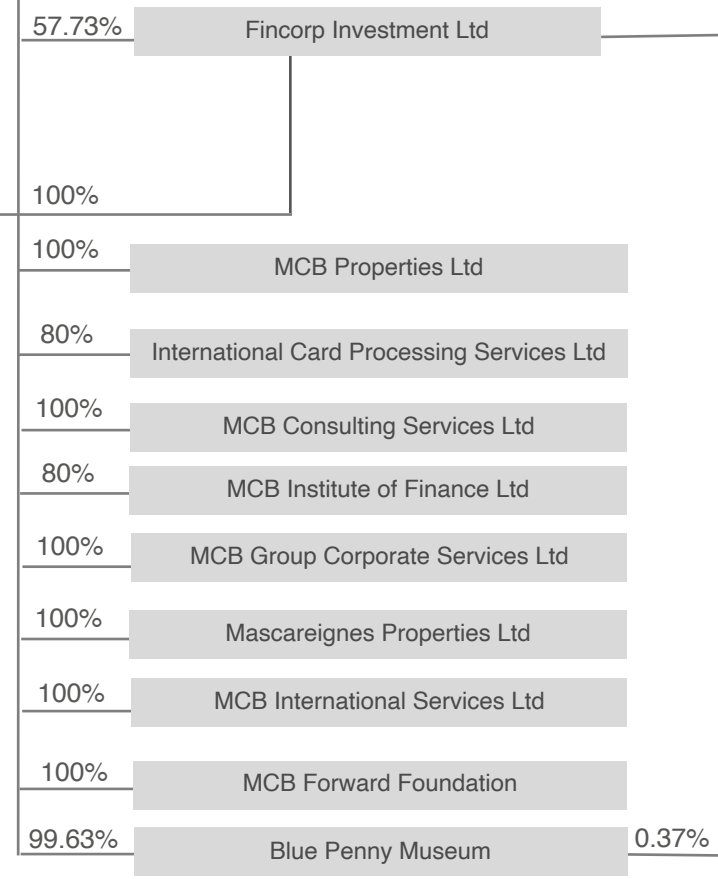 57.73% Fincorp Investment Ltd
100%
100% MCB Properties Ltd
80% International Card Processing Services Ltd
100% MCB Consulting Services Ltd
80% MCB Institute of Finance Ltd
100% MCB Group Corporate Services Ltd
100% Mascareignes Properties Ltd
100% MCB International Services Ltd
100% MCB Forward Foundation
99.63% Blue Penny Museum 0.37%